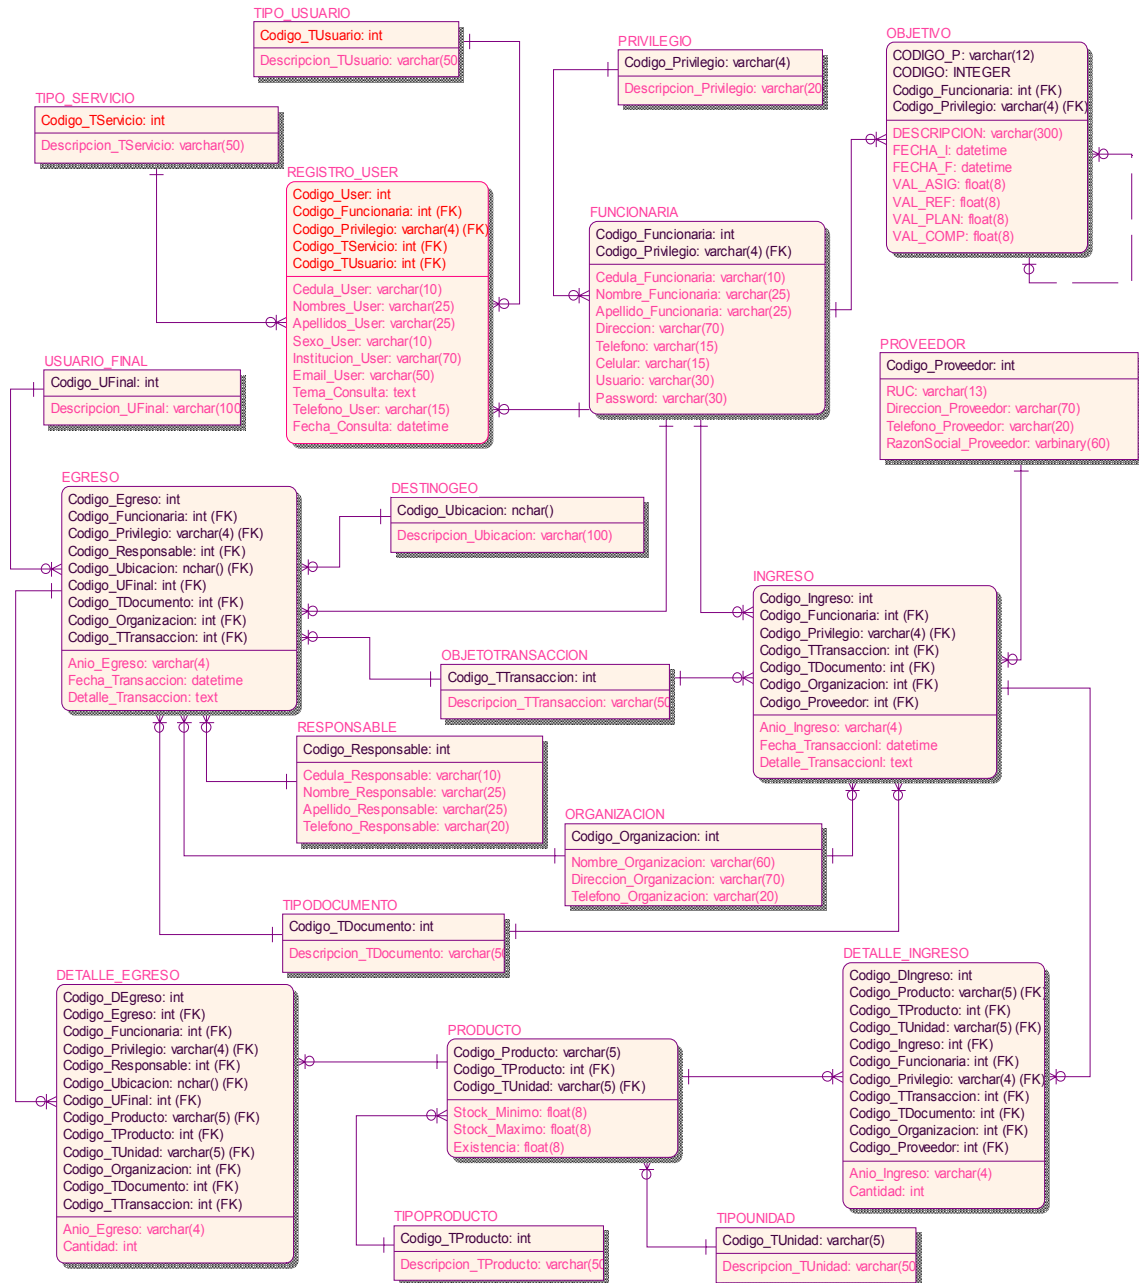 TIPO_USUARIO
Codigo_TUsuario: int
Descripcion_TUsuario: varchar(50
PRIVILEGIO
Codigo_Privilegio: varchar(4)
Descripcion_Privilegio: varchar(20
OBJETIVO
CODIGO_P: varchar(12)
CODIGO: INTEGER
Codigo_Funcionaria: int (FK)
Codigo_Privilegio: varchar(4) (FK)
DESCRIPCION: varchar(300)
FECHA_I: datetime
FECHA_F: datetime
VAL_ASIG: float(8)
VAL_REF: float(8)
VAL_PLAN: float(8)
VAL_COMP: float(8)
TIPO_SERVICIO
Codigo_TServicio: int
Descripcion_TServicio: varchar(50)
REGISTRO_USER
Codigo_User: int
Codigo_Funcionaria: int (FK)
Codigo_Privilegio: varchar(4) (FK)
Codigo_TServicio: int (FK)
Codigo_TUsuario: int (FK)
Cedula_User: varchar(10)
Nombres_User: varchar(25)
Apellidos_User: varchar(25)
Sexo_User: varchar(10)
Institucion_User: varchar(70)
Email_User: varchar(50)
Tema_Consulta: text
Telefono_User: varchar(15)
Fecha_Consulta: datetime
FUNCIONARIA
Codigo_Funcionaria: int
Codigo_Privilegio: varchar(4) (FK)
Cedula_Funcionaria: varchar(10)
Nombre_Funcionaria: varchar(25)
Apellido_Funcionaria: varchar(25)
Direccion: varchar(70)
Telefono: varchar(15)
Celular: varchar(15)
Usuario: varchar(30)
Password: varchar(30)
PROVEEDOR
Codigo_Proveedor: int
RUC: varchar(13)
Direccion_Proveedor: varchar(70)
Telefono_Proveedor: varchar(20)
RazonSocial_Proveedor: varbinary(60)
USUARIO_FINAL
Codigo_UFinal: int
Descripcion_UFinal: varchar(100
EGRESO
Codigo_Egreso: int
Codigo_Funcionaria: int (FK)
Codigo_Privilegio: varchar(4) (FK)
Codigo_Responsable: int (FK)
Codigo_Ubicacion: nchar() (FK)
Codigo_UFinal: int (FK)
Codigo_TDocumento: int (FK)
Codigo_Organizacion: int (FK)
Codigo_TTransaccion: int (FK)
Anio_Egreso: varchar(4)
Fecha_Transaccion: datetime
Detalle_Transaccion: text
DESTINOGEO
Codigo_Ubicacion: nchar()
Descripcion_Ubicacion: varchar(100)
INGRESO
Codigo_Ingreso: int
Codigo_Funcionaria: int (FK)
Codigo_Privilegio: varchar(4) (FK)
Codigo_TTransaccion: int (FK)
Codigo_TDocumento: int (FK)
Codigo_Organizacion: int (FK)
Codigo_Proveedor: int (FK)
Anio_Ingreso: varchar(4)
Fecha_TransaccionI: datetime
Detalle_TransaccionI: text
OBJETOTRANSACCION
Codigo_TTransaccion: int
Descripcion_TTransaccion: varchar(50
RESPONSABLE
Codigo_Responsable: int
Cedula_Responsable: varchar(10)
Nombre_Responsable: varchar(25)
Apellido_Responsable: varchar(25)
Telefono_Responsable: varchar(20)
ORGANIZACION
Codigo_Organizacion: int
Nombre_Organizacion: varchar(60)
Direccion_Organizacion: varchar(70)
Telefono_Organizacion: varchar(20)
TIPODOCUMENTO
Codigo_TDocumento: int
Descripcion_TDocumento: varchar(50
DETALLE_EGRESO
Codigo_DEgreso: int
Codigo_Egreso: int (FK)
Codigo_Funcionaria: int (FK)
Codigo_Privilegio: varchar(4) (FK)
Codigo_Responsable: int (FK)
Codigo_Ubicacion: nchar() (FK)
Codigo_UFinal: int (FK)
Codigo_Producto: varchar(5) (FK)
Codigo_TProducto: int (FK)
Codigo_TUnidad: varchar(5) (FK)
Codigo_Organizacion: int (FK)
Codigo_TDocumento: int (FK)
Codigo_TTransaccion: int (FK)
Anio_Egreso: varchar(4)
Cantidad: int
PRODUCTO
Codigo_Producto: varchar(5)
Codigo_TProducto: int (FK)
Codigo_TUnidad: varchar(5) (FK)
Stock_Minimo: float(8)
Stock_Maximo: float(8)
Existencia: float(8)
DETALLE_INGRESO
Codigo_DIngreso: int
Codigo_Producto: varchar(5) (FK)
Codigo_TProducto: int (FK)
Codigo_TUnidad: varchar(5) (FK)
Codigo_Ingreso: int (FK)
Codigo_Funcionaria: int (FK)
Codigo_Privilegio: varchar(4) (FK)
Codigo_TTransaccion: int (FK)
Codigo_TDocumento: int (FK)
Codigo_Organizacion: int (FK)
Codigo_Proveedor: int (FK)
Anio_Ingreso: varchar(4)
Cantidad: int
TIPOPRODUCTO
Codigo_TProducto: int
Descripcion_TProducto: varchar(50
TIPOUNIDAD
Codigo_TUnidad: varchar(5)
Descripcion_TUnidad: varchar(50